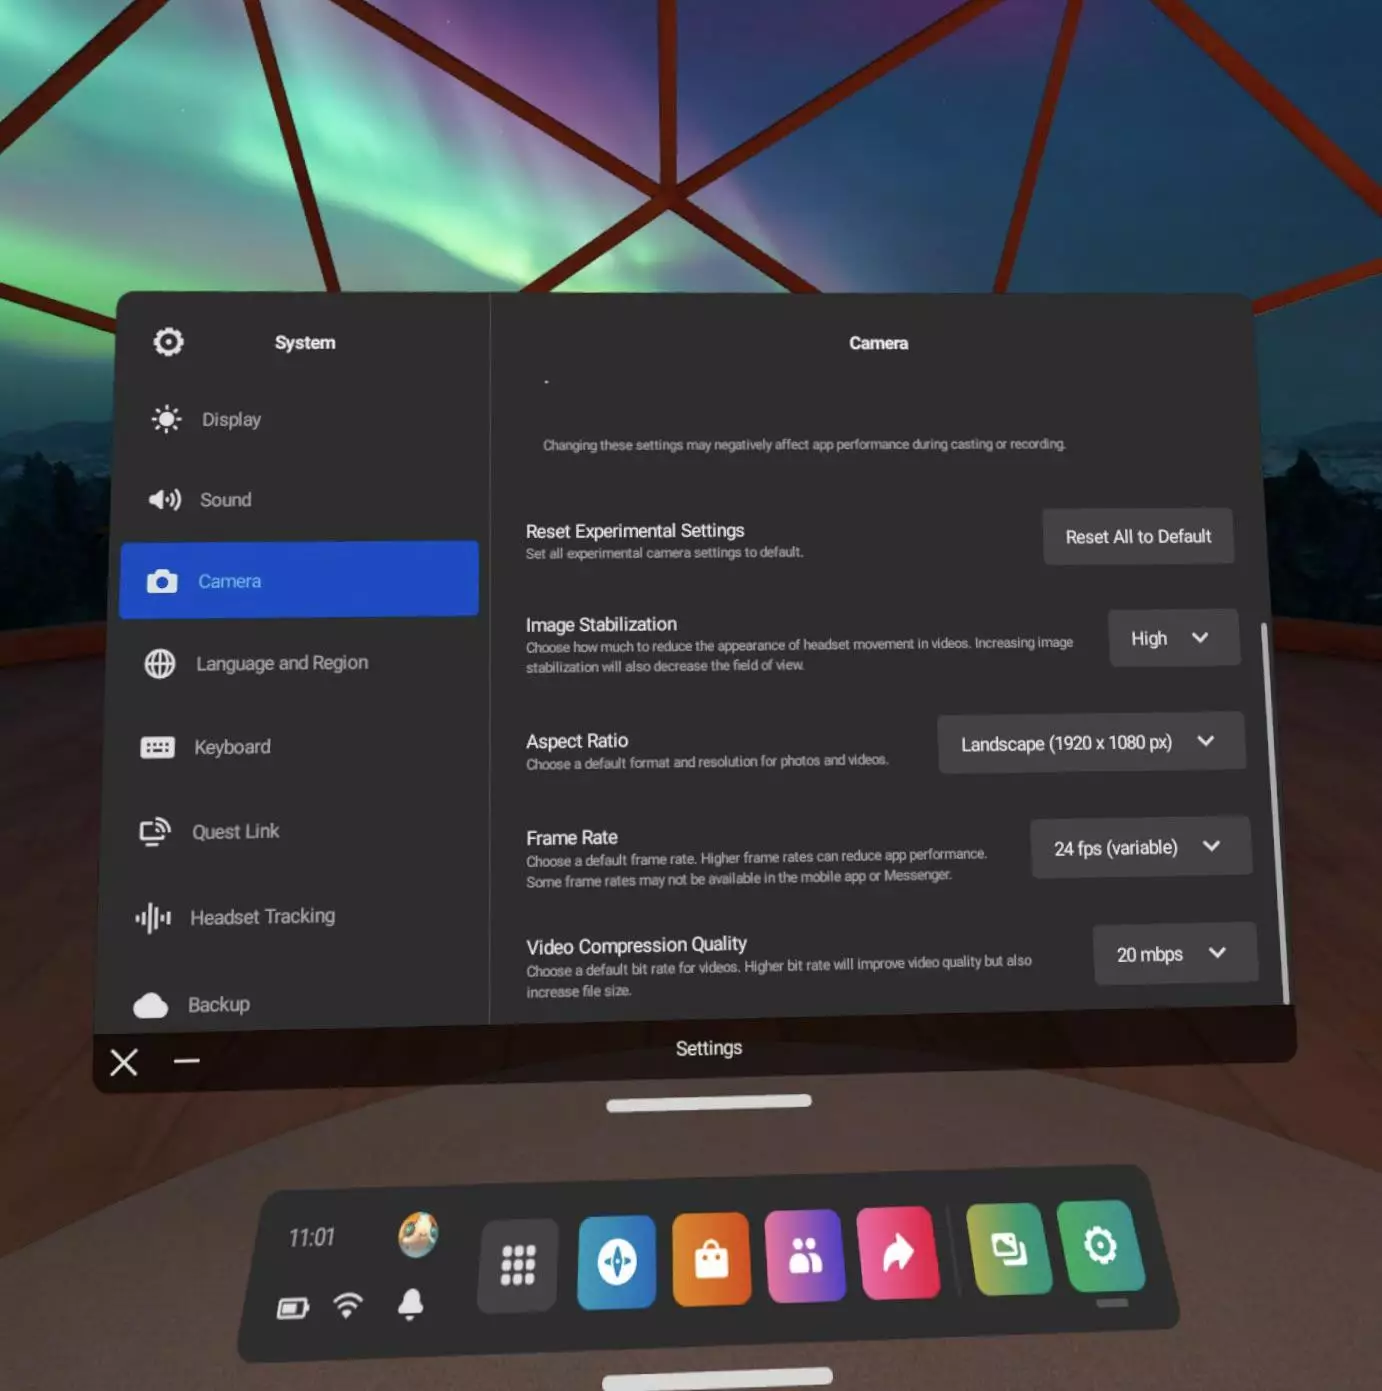 System
Display
Sound
Camera
Language and Region
Keyboard
Quest Link
Headset Tracking
Backup
Camera
Changing these settings may negatively affect app performance during casting or recording.
Reset Experimental Settings
Set all experimental camera settings to default.
Reset All to Default
Image Stabilization
Choose how much to reduce the appearance of headset movement in videos. Increasing image
stabilization will also decrease the field of view.
High
Aspect Ratio
Choose a default format and resolution for photos and videos.
Landscape (1920 x 1080 px)
Frame Rate
Choose a default frame rate. Higher frame rates can reduce app performance.
Some frame rates may not be available in the mobile app or Messenger.
24 fps (variable)
Video Compression Quality
Choose a default bit rate for videos. Higher bit rate will improve video quality but also
increase file size.
20 mbps
Settings
11:01